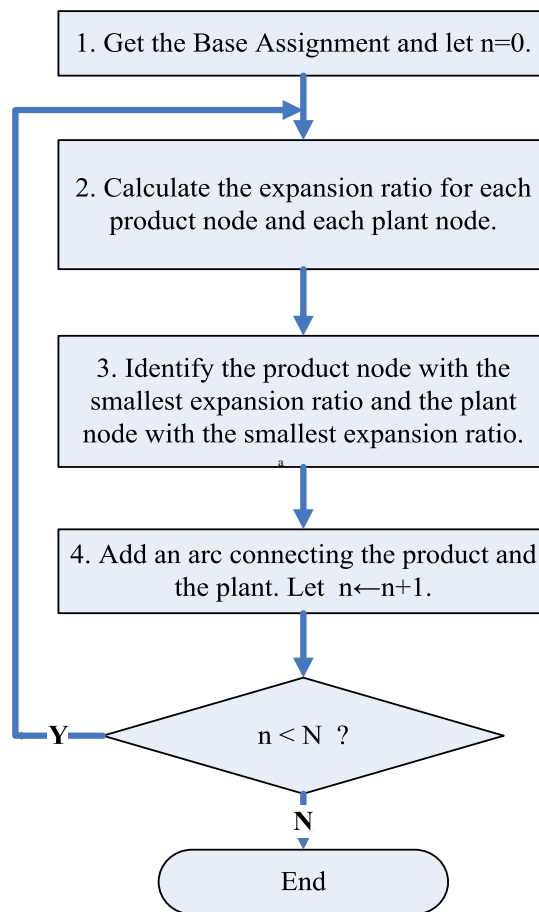 1. Get the Base Assignment and let n=0.
2. Calculate the expansion ratio for each
product node and each plant node.
3. Identify the product node with the
smallest expansion ratio and the plant
node with the smallest expansion ratio.
a
4. Add an arc connecting the product and
the plant. Let n←n+1.
n < N ?
Y
N
End